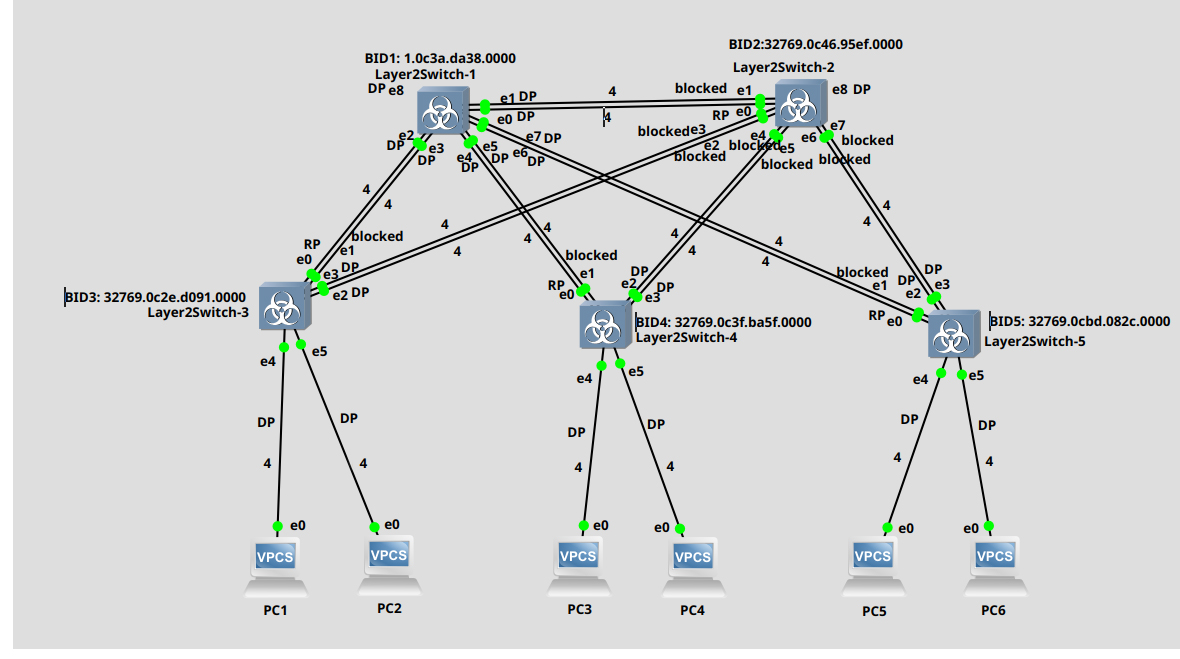 BID2:32769.0c46.95ef.0000
BID1: 1.0c3a.da38.0000
Layer2Switch-2
Layer2Switch-1
DP e8
e1 DP
4
blocked
e1
e8 DP
e0 DP
4
RP
e0
e2
DP
e3
DP
e4
DP
e5
DP
e7 DP
e6 DP
blocked e3
e2
blocked
e4
blocked
e5
blocked
e6
e7
blocked
blocked
4
4
4
4
4
4
4
4
4
4
4
4
RP
e0
blocked
e1
e3 DP
e2 DP
blocked
e1
RP
e0
DP
e2
DP
e3
blocked
e1
RP
e0
DP
e2
DP
e3
BID3: 32769.0c2e.d091.0000
Layer2Switch-3
BID4: 32769.0c3f.ba5f.0000
Layer2Switch-4
BID5: 32769.0cbd.082c.0000
Layer2Switch-5
e4
e5
e4
e5
e4
e5
DP
DP
DP
DP
DP
DP
4
4
4
4
4
4
e0
e0
e0
e0
e0
e0
VPCS
VPCS
VPCS
VPCS
VPCS
VPCS
PC1
PC2
PC3
PC4
PC5
PC6